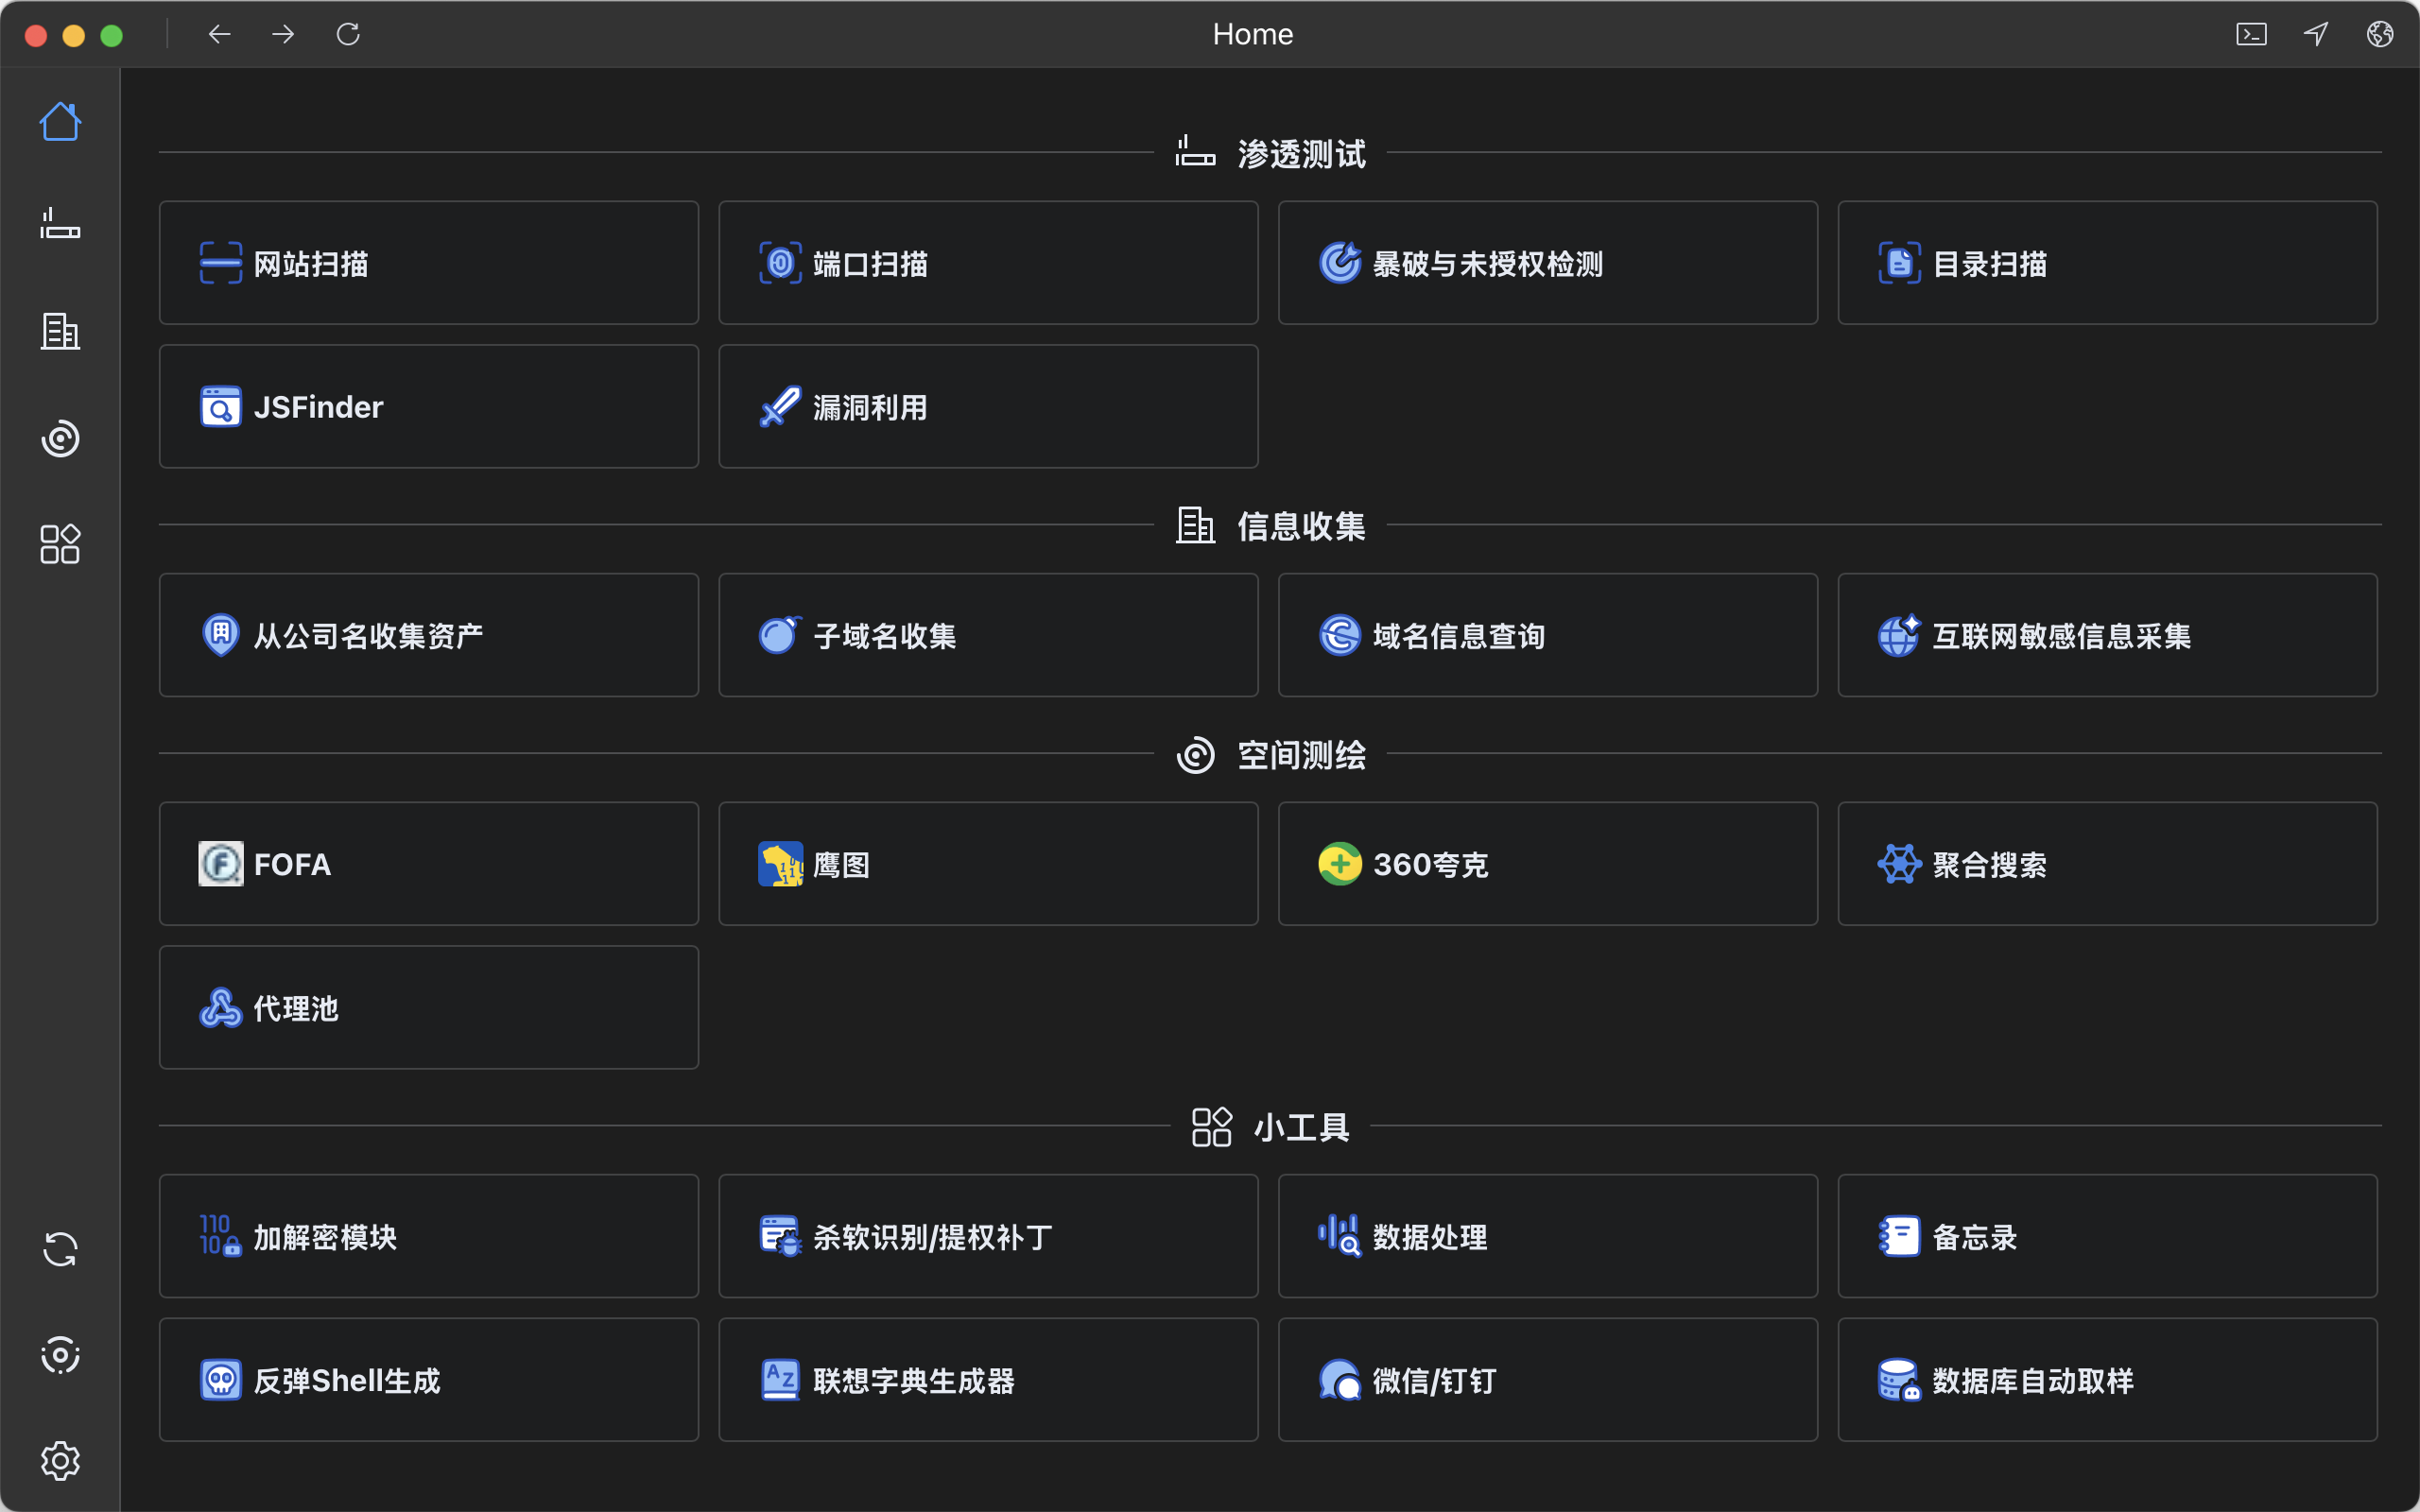 Home
渗透测试
网站扫描
端口扫描
暴破与未授权检测
目录扫描
JSFinder
漏洞利用
信息收集
从公司名收集资产
子域名收集
域名信息查询
互联网敏感信息采集
空间测绘
FOFA
鹰图
360夸克
聚合搜索
代理池
小工具
加解密模块
杀软识别/提权补丁
数据处理
备忘录
反弹Shell生成
联想字典生成器
微信/钉钉
数据库自动取样